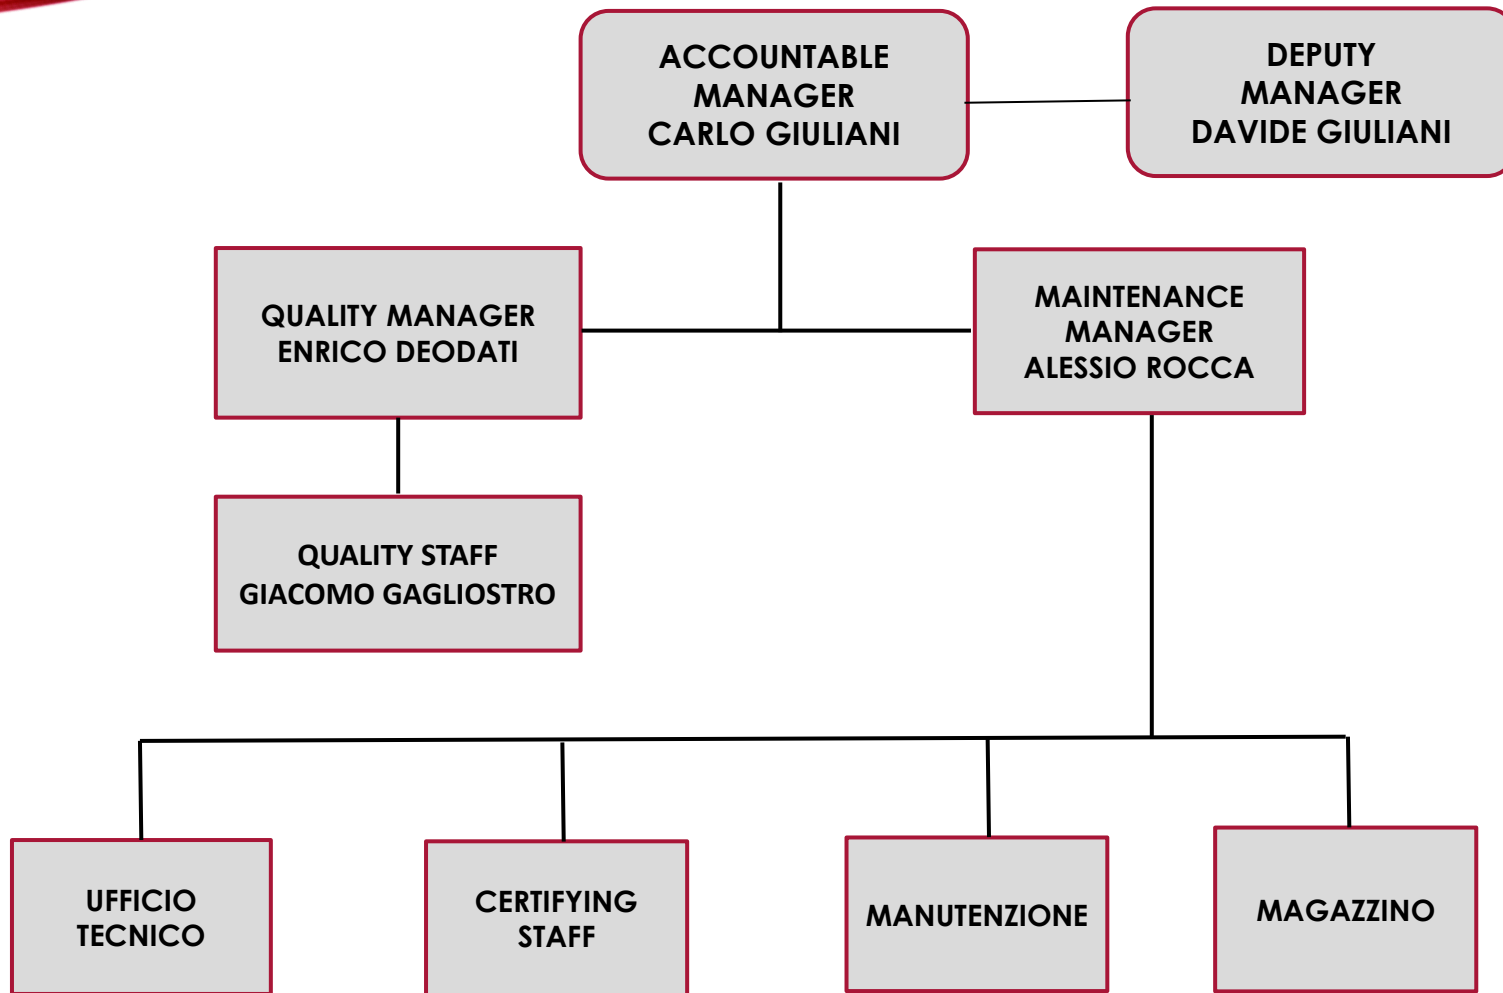 ACCOUNTABLE
MANAGER
CARLO GIULIANI
DEPUTY
MANAGER
DAVIDE GIULIANI
QUALITY MANAGER
ENRICO DEODATI
MAINTENANCE
MANAGER
ALESSIO ROCCA
QUALITY STAFF
GIACOMO GAGLIOSTRO
UFFICIO
TECNICO
CERTIFYING
STAFF
MANUTENZIONE
MAGAZZINO